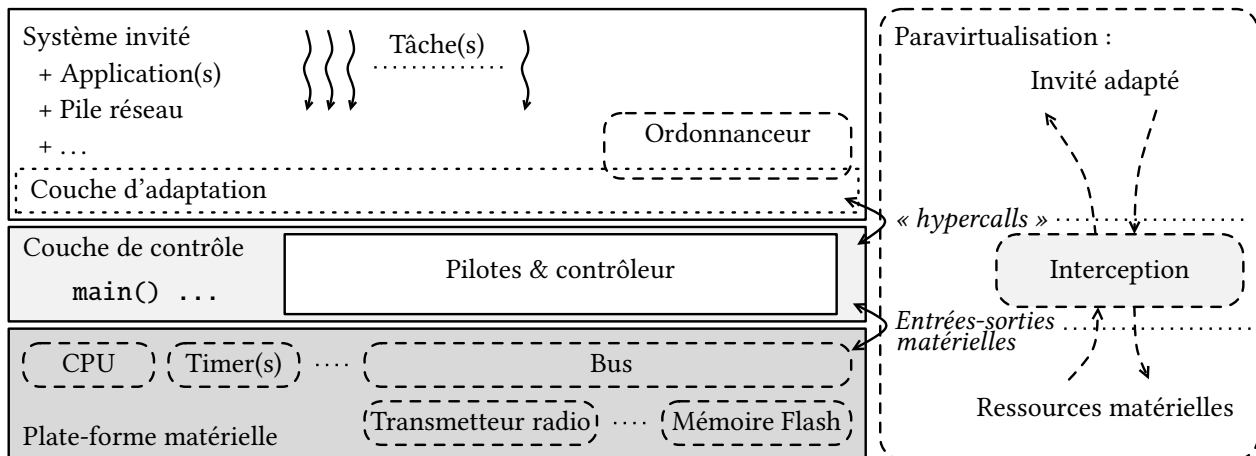 Système invité
+ Application(s)
+ Pile réseau
+ …
Tâche(s)
Ordonnanceur
Couche d'adaptation
Couche de contrôle
main() ...
Pilotes & contrôleur
CPU
Timer(s)
Bus
Transmetteur radio
Mémoire Flash
Plate-forme matérielle
Paravirtualisation :
Invité adapté
« hypercalls »
Interception
Entrées-sorties
matérielles
Ressources matérielles